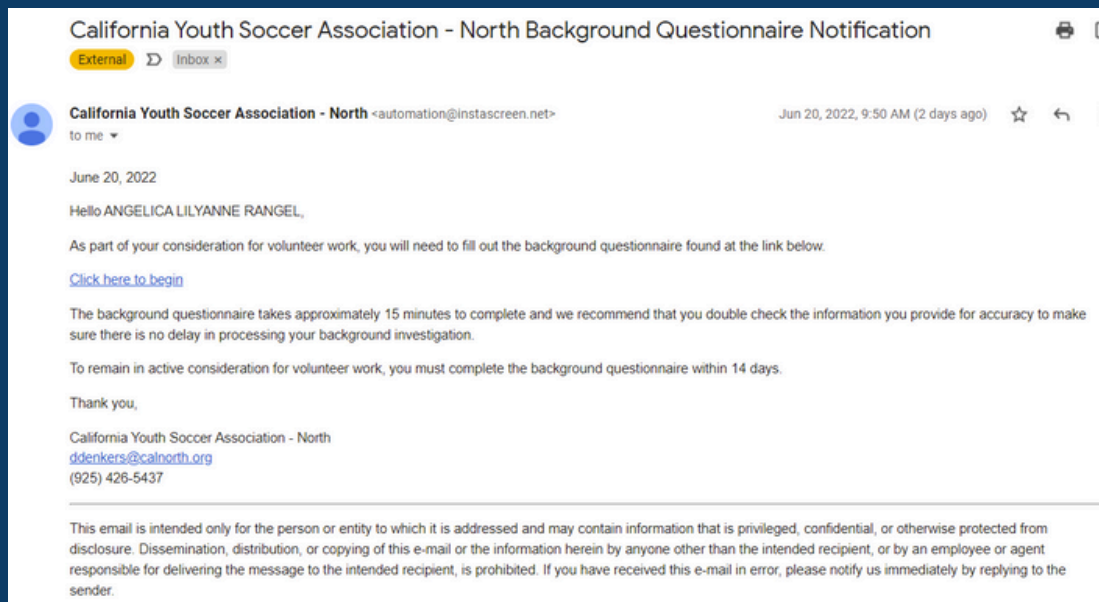 California Youth Soccer Association - North Background Questionnaire Notification
External Inbox ×
California Youth Soccer Association - North <automation@instascreen.net> Jun 20, 2022, 9:50 AM (2 days ago)
to me
June 20, 2022
Hello ANGELICA LILYANNE RANGEL,
As part of your consideration for volunteer work, you will need to fill out the background questionnaire found at the link below.
Click here to begin
The background questionnaire takes approximately 15 minutes to complete and we recommend that you double check the information you provide for accuracy to make
sure there is no delay in processing your background investigation.
To remain in active consideration for volunteer work, you must complete the background questionnaire within 14 days.
Thank you,
California Youth Soccer Association - North
ddenkers@calnorth.org
(925) 426-5437
This email is intended only for the person or entity to which it is addressed and may contain information that is privileged, confidential, or otherwise protected from
disclosure. Dissemination, distribution, or copying of this e-mail or the information herein by anyone other than the intended recipient, or by an employee or agent
responsible for delivering the message to the intended recipient, is prohibited. If you have received this e-mail in error, please notify us immediately by replying to the
sender.